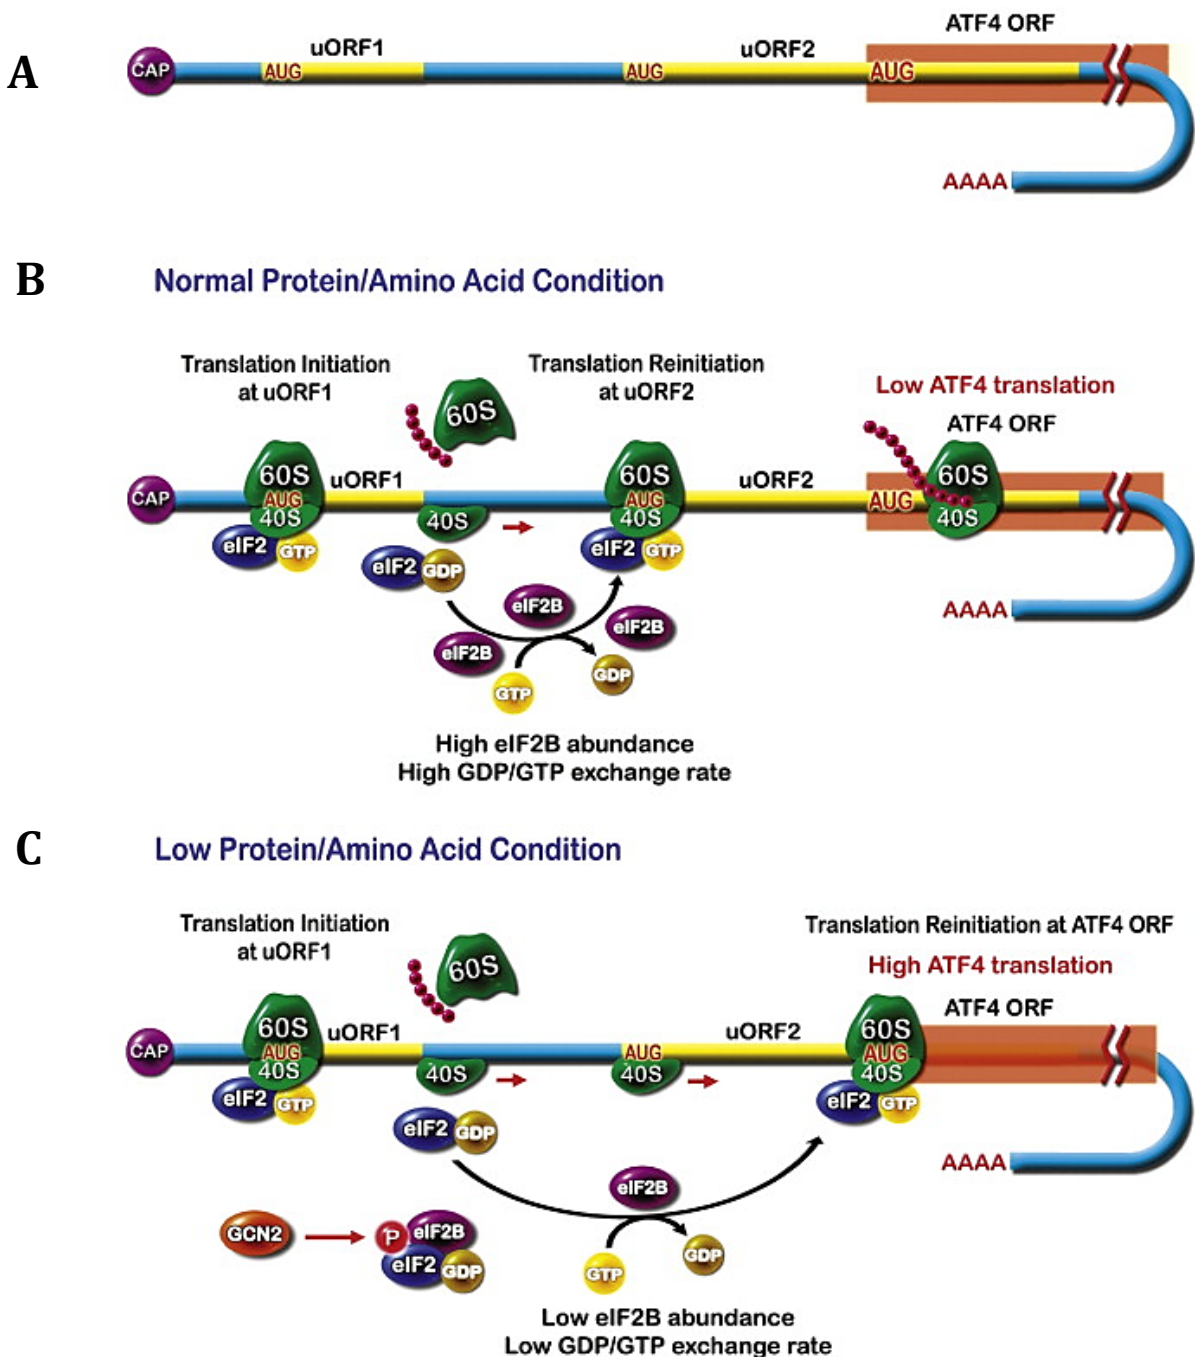 A
CAP
AUG
uORF1
AUG
uORF2
AUG
ATF4 ORF
AAAA
B
Normal Protein/Amino Acid Condition
Translation Initiation
at uORF1
60S
Translation Reinitiation
at uORF2
Low ATF4 translation
ATF4 ORF
CAP
60S
AUG
40S
eIF2
GTP
uORF1
40S
eIF2
GDP
60S
AUG
40S
eIF2
GTP
uORF2
AUG
60S
40S
AAAA
eIF2B
eIF2B
eIF2B
GTP
GDP
High eIF2B abundance
High GDP/GTP exchange rate
C
Low Protein/Amino Acid Condition
Translation Initiation
at uORF1
60S
Translation Reinitiation at ATF4 ORF
High ATF4 translation
ATF4 ORF
CAP
60S
AUG
40S
eIF2
GTP
uORF1
40S
eIF2
GDP
AUG
40S
uORF2
60S
AUG
40S
eIF2
GTP
AAAA
GCN2
P
eIF2B
eIF2
GDP
eIF2B
GTP
GDP
Low eIF2B abundance
Low GDP/GTP exchange rate